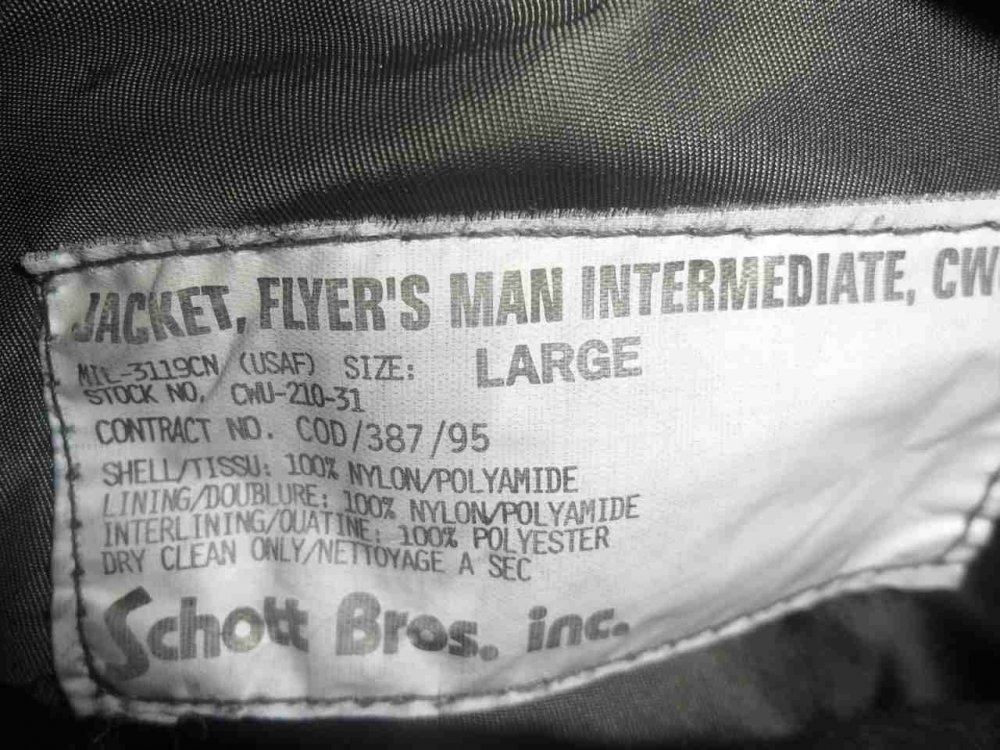 JACKET, FLYER'S MAN INTERMEDIATE, CW
MIL-3119CN (USAF) SIZE: LARGE
STOCK NO. CWU-210-31
CONTRACT NO. COD/387/95
SHELL/TISSU: 100% NYLON/POLYAMIDE
LINING/DOUBLURE: 100% NYLON/POLYAMIDE
INTERLINING/OUATINE: 100% POLYESTER
DRY CLEAN ONLY/NETTOYAGE A SEC
Schott Bros. inc.